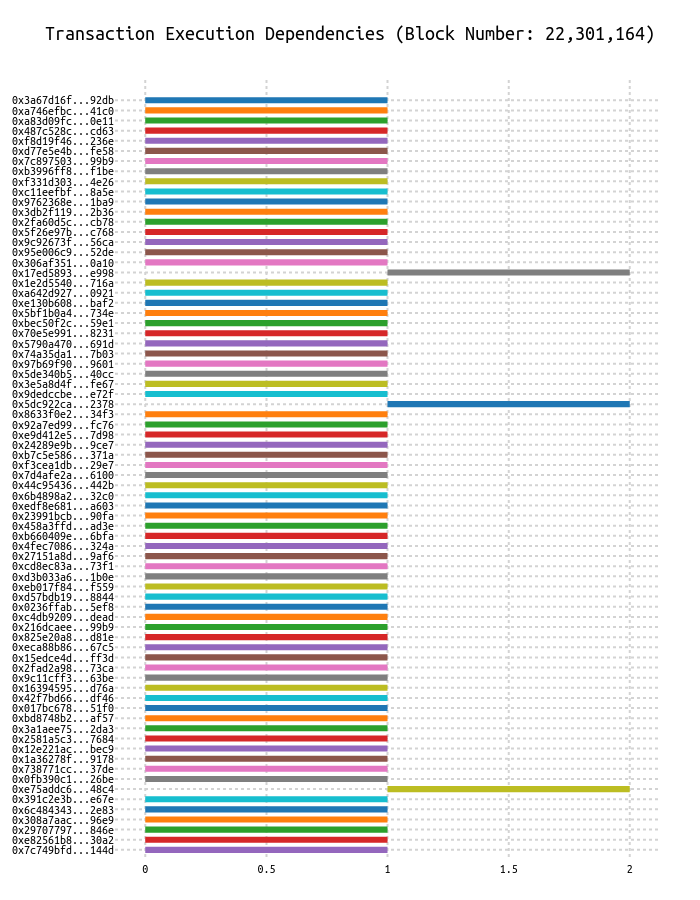 Transaction Execution Dependencies (Block Number: 22,301,164)
0x3a67d16f...92db
0xa746efbc...41c0
0xa83d09fc...0e11
0x487c528c...cd63
0xf8d19f46...236e
0xd77e5e4b...fe58
0x7c897503...99b9
0xb3996ff8...f1be
0xf331d303...4e26
0xc11eefbf...8a5e
0x9762368e...1ba9
0x3db2f119...2b36
0x2fa60d5c...cb78
0x5f26e97b...c768
0x9c92673f...56ca
0x95e006c9...52de
0x306af351...0a10
0x17ed5893...e998
0x1e2d5540...716a
0xa642d927...0921
0xe130b608...baf2
0x5bf1b0a4...734e
0xbec50f2c...59e1
0x70e5e991...8231
0x5790a470...691d
0x74a35da1...7b03
0x97b69f90...9601
0x5de340b5...40cc
0x3e5a8d4f...fe67
0x9dedccbe...e72f
0x5dc922ca...2378
0x8633f0e2...34f3
0x92a7ed99...fc76
0xe9d412e5...7d98
0x24289e9b...9ce7
0xb7c5e586...371a
0xf3cea1db...29e7
0x7d4afe2a...6100
0x44c95436...442b
0x6b4898a2...32c0
0xedf8e681...a603
0x23991bcb...90fa
0x458a3ffd...ad3e
0xb660409e...6bfa
0x4fec7086...324a
0x27151a8d...9af6
0xcd8ec83a...73f1
0xd3b033a6...1b0e
0xeb017f84...f559
0xd57bdb19...8844
0x0236ffab...5ef8
0xc4db9209...dead
0x216dcaee...99b9
0x825e20a8...d81e
0xeca88b86...67c5
0x15edce4d...ff3d
0x2fad2a98...73ca
0x9c11cff3...63be
0x16394595...d76a
0x42f7bd66...df46
0x017bc678...51f0
0xbd8748b2...af57
0x3a1aee75...2da3
0x2581a5c3...7684
0x12e221ac...bec9
0x1a36278f...9178
0x738771cc...37de
0x0fb390c1...26be
0xe75addc6...48c4
0x391c2e3b...e67e
0x6c484343...2e83
0x308a7aac...96e9
0x29707797...846e
0xe82561b8...30a2
0x7c749bfd...144d
0 0.5 1 1.5 2